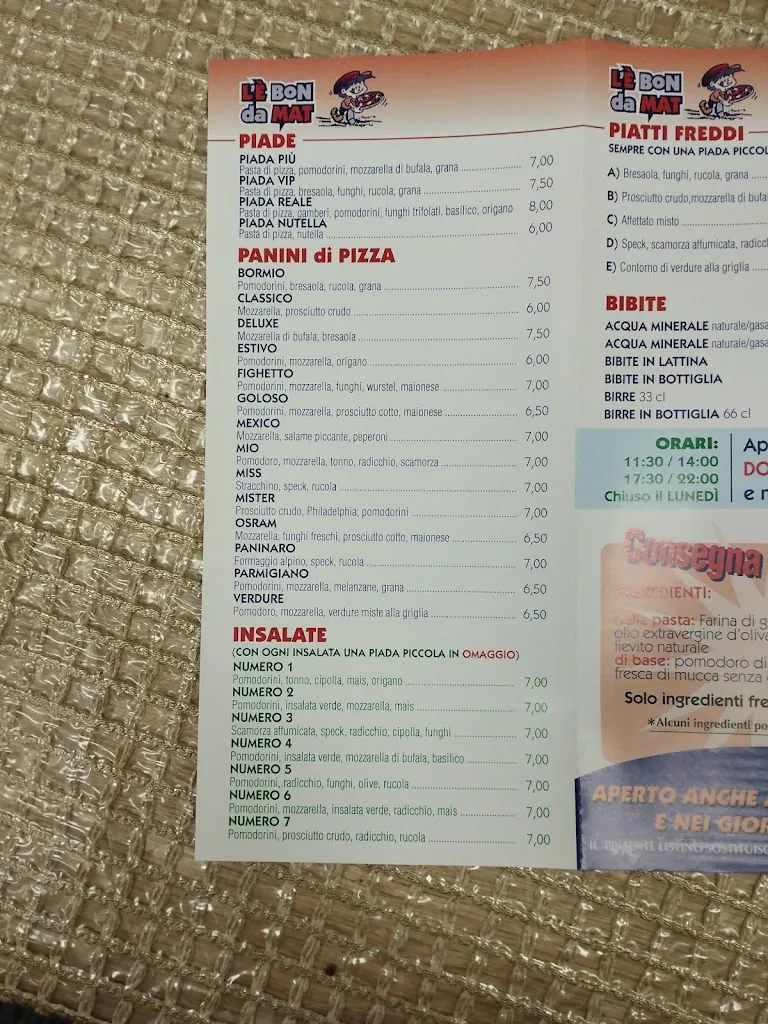 L'È BON
da MAT
PIADE
PIADA PIÙ
Pasta di pizza, pomodorini, mozzarella di bufala, grana 7,00
PIADA VIP
Pasta di pizza, bresaola, funghi, rucola, grana 7,50
PIADA REALE
Pasta di pizza, gamberi, pomodorini, funghi trifolati, basilico, origano 8,00
PIADA NUTELLA
Pasta di pizza, nutella 6,00
PANINI di PIZZA
BORMIO
Pomodorini, bresaola, rucola, grana 7,50
CLASSICO
Mozzarella, prosciutto crudo 6,00
DELUXE
Mozzarella di bufala, bresaola 7,50
ESTIVO
Pomodorini, mozzarella, origano 6,00
FIGHETTO
Pomodorini, mozzarella, funghi, wurstel, maionese 7,00
GOLOSO
Pomodorini, mozzarella, prosciutto cotto, maionese 6,50
MEXICO
Mozzarella, salame piccante, peperoni 7,00
MIO
Pomodoro, mozzarella, tonno, radicchio, scamorza 7,00
MISS
Stracchino, speck, rucola 7,00
MISTER
Prosciutto crudo, Philadelphia, pomodorini 7,00
OSRAM
Mozzarella, funghi freschi, prosciutto cotto, maionese 6,50
PANINARO
Formaggio alpino, speck, rucola 7,00
PARMIGIANO
Pomodorini, mozzarella, melanzane, grana 6,50
VERDURE
Pomodoro, mozzarella, verdure miste alla griglia 6,50
INSALATE
(CON OGNI INSALATA UNA PIADA PICCOLA IN OMAGGIO)
NUMERO 1
Pomodorini, tonno, cipolla, mais, origano 7,00
NUMERO 2
Pomodorini, insalata verde, mozzarella, mais 7,00
NUMERO 3
Scamorza affumicata, speck, radicchio, cipolla, funghi 7,00
NUMERO 4
Pomodorini, insalata verde, mozzarella di bufala, basilico 7,00
NUMERO 5
Pomodorini, radicchio, funghi, olive, rucola 7,00
NUMERO 6
Pomodorini, mozzarella, insalata verde, radicchio, mais 7,00
NUMERO 7
Pomodorini, prosciutto crudo, radicchio, rucola 7,00
L'È BON
da MAT
PIATTI FREDDI
SEMPRE CON UNA PIADA PICCOL
A) Bresaola, funghi, rucola, grana
B) Prosciutto crudo,mozzarella di bufal
C) Affettato misto
D) Speck, scamorza affumicata, radicch
E) Contorno di verdure alla griglia
BIBITE
ACQUA MINERALE naturale/gasa
ACQUA MINERALE naturale/gasa
BIBITE IN LATTINA
BIBITE IN BOTTIGLIA
BIRRE 33 cl
BIRRE IN BOTTIGLIA 66 cl
ORARI:
11:30 / 14:00
17:30 / 22:00
Chiuso il LUNEDÌ
Ap
DO
e n
Consegna
INGREDIENTI:
nella pasta: Farina di g
olio extravergine d'oliva
lievito naturale
di base: pomodoro di
fresca di mucca senza
Solo ingredienti fre
*Alcuni ingredienti po
APERTO ANCHE A
E NEI GIOR
IL PRESENTE LISTINO SOSTITUISC